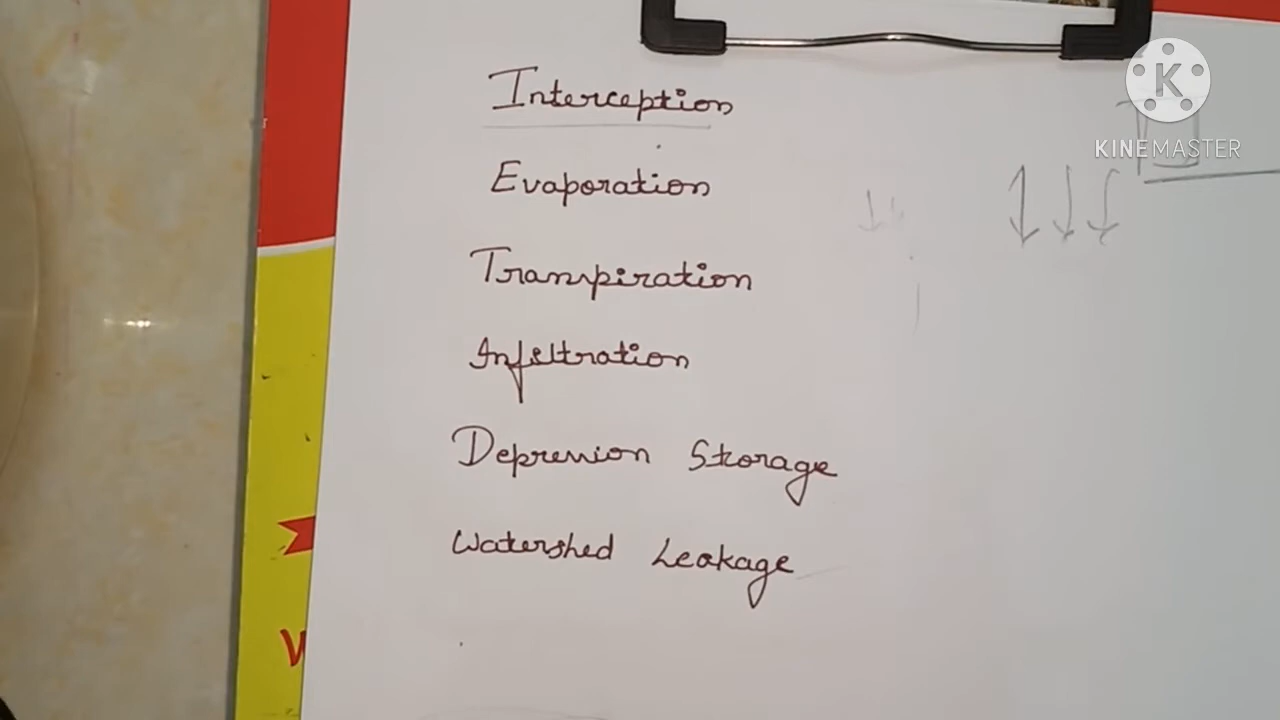 Interception
KINEMASTER
Evaporation
Transpiration
Infiltration
Depression Storage
Watershed Leakage